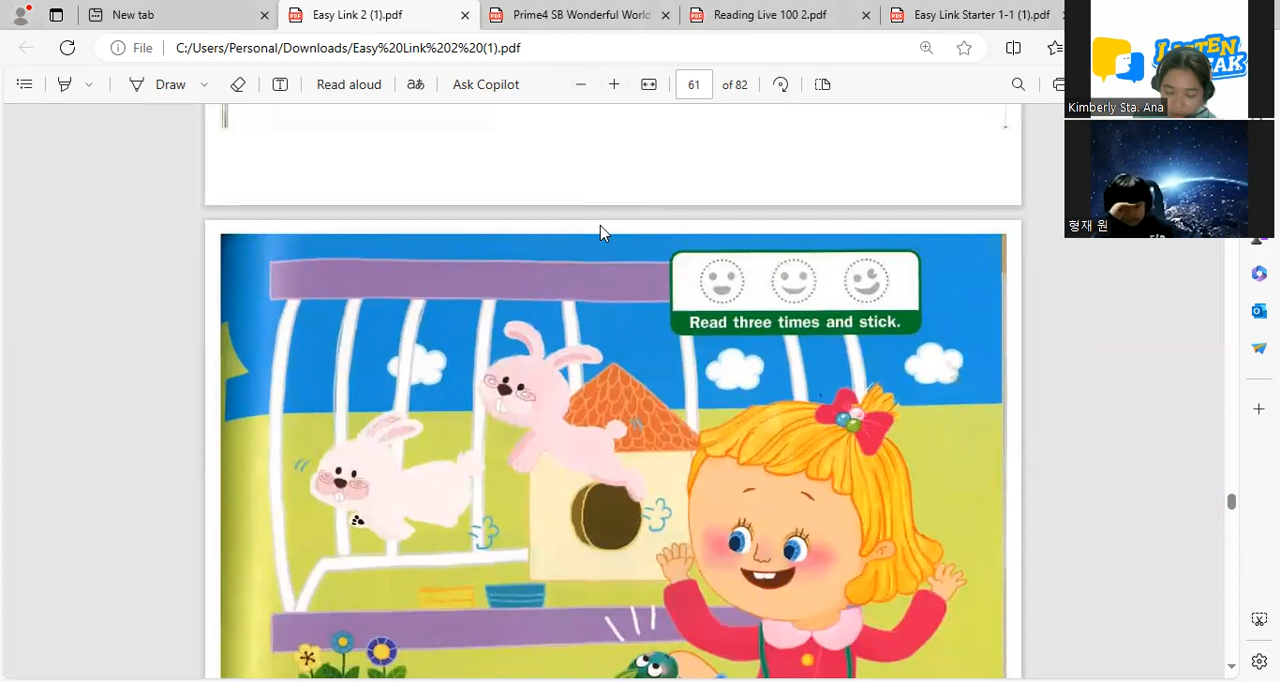 New tab
Easy Link 2 (1).pdf
Prime4 SB Wonderful World
Reading Live 100 2.pdf
Easy Link Starter 1-1 (1).pdf
File
C:/Users/Personal/Downloads/Easy%20Link%202%20(1).pdf
Draw
Read aloud
aあ
Ask Copilot
61
of 82
Kimberly Sta. Ana
형재 원
Read three times and stick.